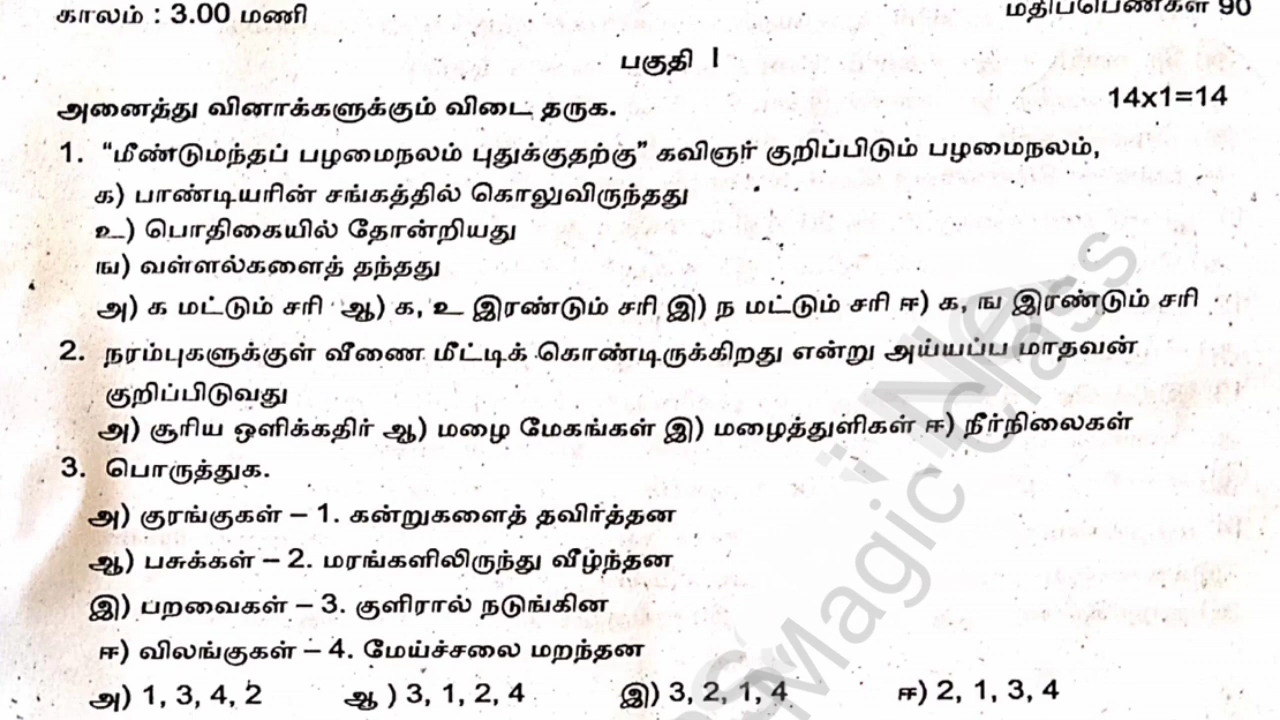 காலம் : 3.00 மணி
மதிப்பெண்கள் 90
பகுதி I
அனைத்து வினாக்களுக்கும் விடை தருக.
14x1=14
1. “மீண்டுமந்தப் பழமைநலம் புதுக்குதற்கு” கவிஞர் குறிப்பிடும் பழமைநலம்,
க) பாண்டியரின் சங்கத்தில் கொலுவிருந்தது
உ) பொதிகையில் தோன்றியது
ங) வள்ளல்களைத் தந்தது
அ) க மட்டும் சரி ஆ) க, உ இரண்டும் சரி இ) ந மட்டும் சரி ஈ) க, ங இரண்டும் சரி
2. நரம்புகளுக்குள் வீணை மீட்டிக் கொண்டிருக்கிறது என்று அய்யப்ப மாதவன்
குறிப்பிடுவது
அ) சூரிய ஒளிக்கதிர் ஆ) மழை மேகங்கள் இ) மழைத்துளிகள் ஈ) நீர்நிலைகள்
3. பொருத்துக.
அ) குரங்குகள் – 1. கன்றுகளைத் தவிர்த்தன
ஆ) பசுக்கள் – 2. மரங்களிலிருந்து வீழ்ந்தன
இ) பறவைகள் – 3. குளிரால் நடுங்கின
ஈ) விலங்குகள் – 4. மேய்ச்சலை மறந்தன
அ) 1, 3, 4, 2 ஆ ) 3, 1, 2, 4 இ) 3, 2, 1, 4 ஈ) 2, 1, 3, 4
Magic Class